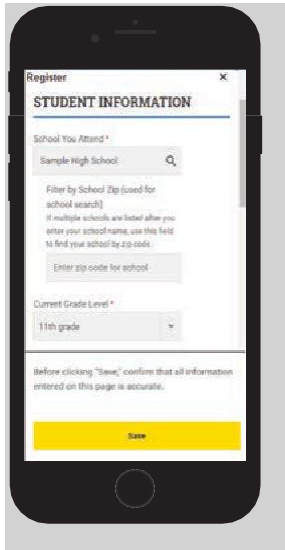 Register ×
STUDENT INFORMATION
School You Attend *
Sample High School
Filter by School Zip (used for
school search)
If multiple schools are listed after you
enter your school name, use this field
to find your school by zip code.
Enter zip code for school
Current Grade Level *
11th grade
Before clicking "Save," confirm that all information
entered on this page is accurate.
Save